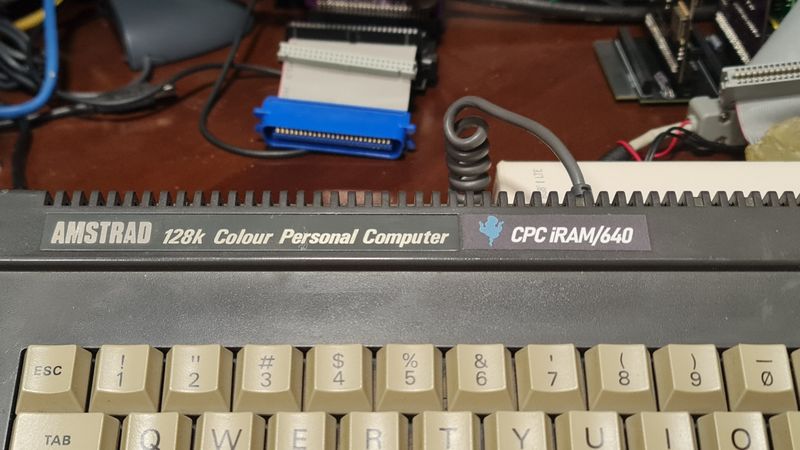 AMSTRAD 128k Colour Personal Computer CPC iRAM/640
ESC ! 1 " 2 # 3 $ 4 % 5 & 6 ' 7 ( 8 ) 9 _ 0
TAB Q W E R T Y U I O